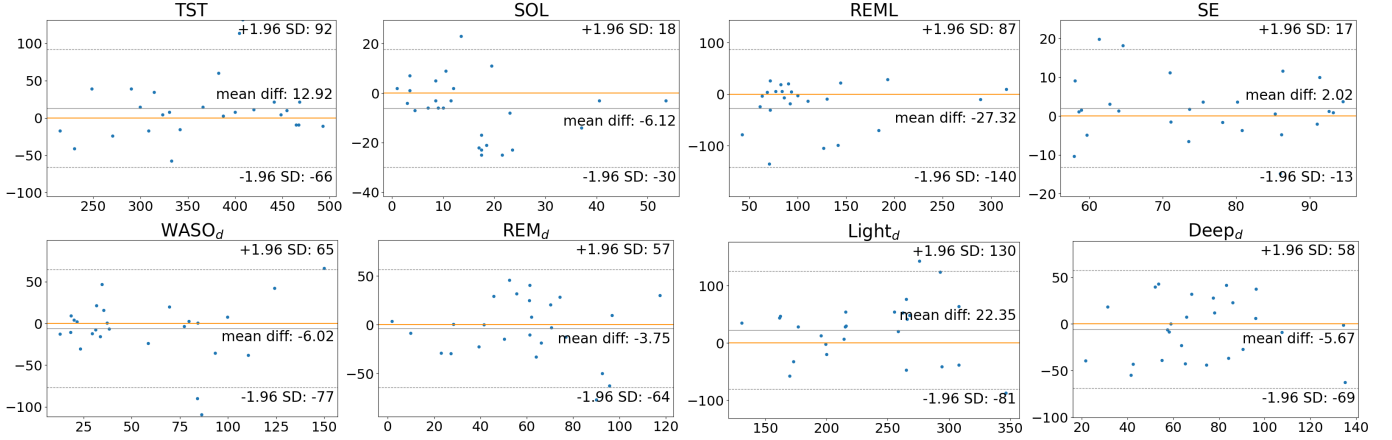 TST
+1.96 SD: 92
mean diff: 12.92
-1.96 SD: -66
100
50
0
−50
−100
250 300 350 400 450 500
SOL
+1.96 SD: 18
mean diff: -6.12
-1.96 SD: -30
20
0
−20
−40
0 10 20 30 40 50
REML
+1.96 SD: 87
mean diff: -27.32
-1.96 SD: -140
100
0
−100
50 100 150 200 250 300
SE
+1.96 SD: 17
mean diff: 2.02
-1.96 SD: -13
20
10
0
−10
−20
60 70 80 90
WASO_d
+1.96 SD: 65
mean diff: -6.02
-1.96 SD: -77
50
0
−50
−100
25 50 75 100 125 150
REM_d
+1.96 SD: 57
mean diff: -3.75
-1.96 SD: -64
50
0
−50
0 20 40 60 80 100 120
Light_d
+1.96 SD: 130
mean diff: 22.35
-1.96 SD: -81
100
0
−100
150 200 250 300 350
Deep_d
+1.96 SD: 58
mean diff: -5.67
-1.96 SD: -69
50
0
−50
−100
20 40 60 80 100 120 140